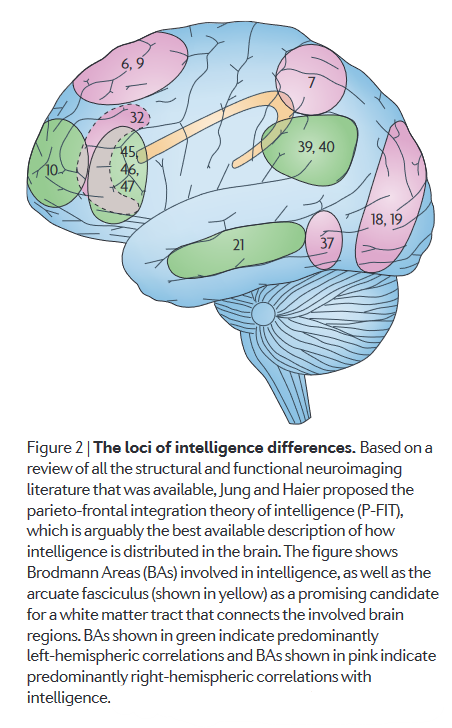 6, 9
7
32
45,
46,
47
10
39, 40
18, 19
37
21
Figure 2 | The loci of intelligence differences. Based on a
review of all the structural and functional neuroimaging
literature that was available, Jung and Haier proposed the
parieto-frontal integration theory of intelligence (P-FIT),
which is arguably the best available description of how
intelligence is distributed in the brain. The figure shows
Brodmann Areas (BAs) involved in intelligence, as well as the
arcuate fasciculus (shown in yellow) as a promising candidate
for a white matter tract that connects the involved brain
regions. BAs shown in green indicate predominantly
left-hemispheric correlations and BAs shown in pink indicate
predominantly right-hemispheric correlations with
intelligence.